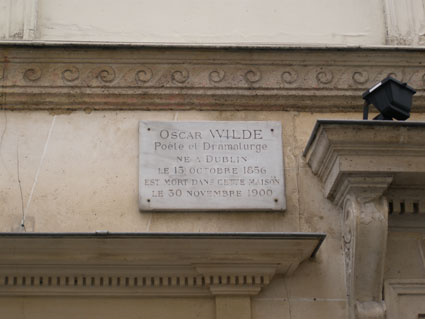 OSCAR WILDE
Poète et Dramaturge
NÉ A DUBLIN
LE 15 OCTOBRE 1856
EST MORT DANS CETTE MAISON
LE 30 NOVEMBRE 1900